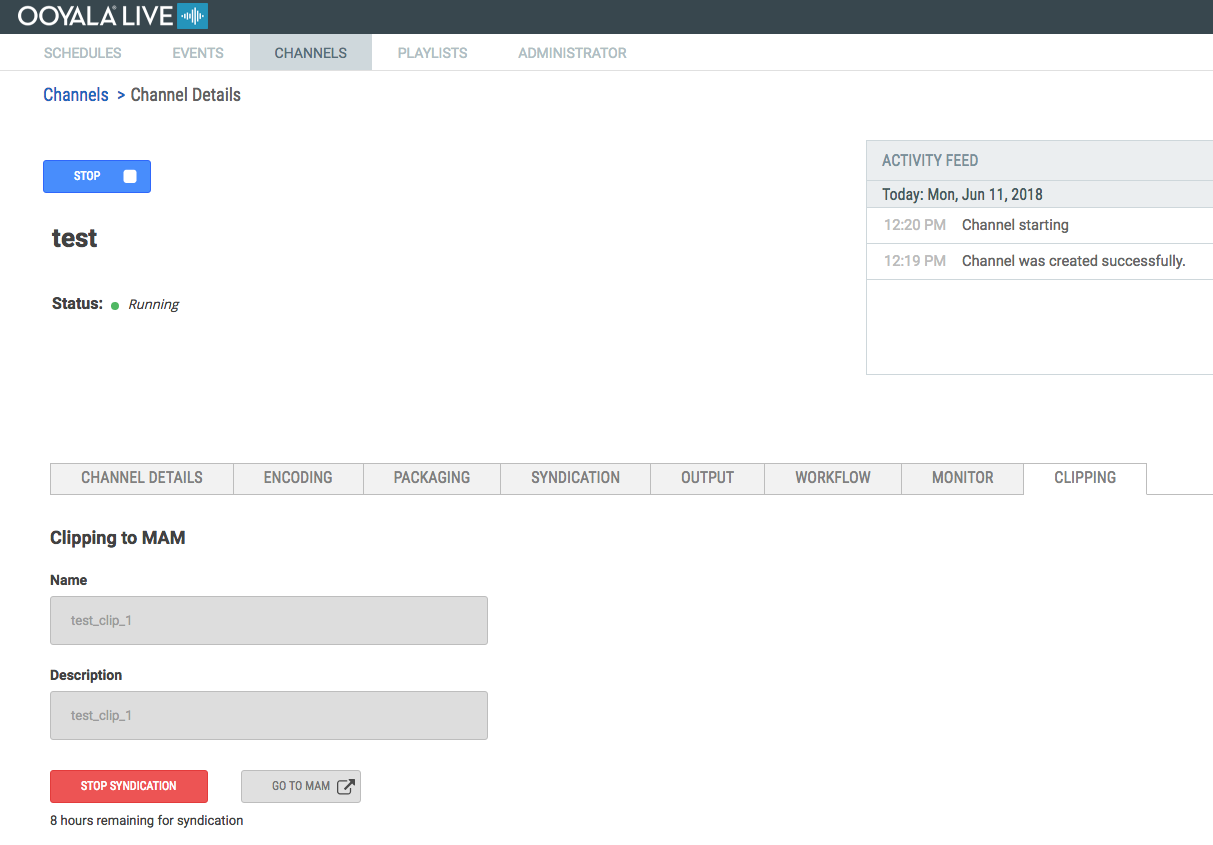 OOYALA LIVE
SCHEDULES EVENTS CHANNELS PLAYLISTS ADMINISTRATOR
Channels > Channel Details
STOP
test
Status: Running
ACTIVITY FEED
Today: Mon, Jun 11, 2018
12:20 PM Channel starting
12:19 PM Channel was created successfully.
CHANNEL DETAILS ENCODING PACKAGING SYNDICATION OUTPUT WORKFLOW MONITOR CLIPPING
Clipping to MAM
Name
test_clip_1
Description
test_clip_1
STOP SYNDICATION GO TO MAM
8 hours remaining for syndication